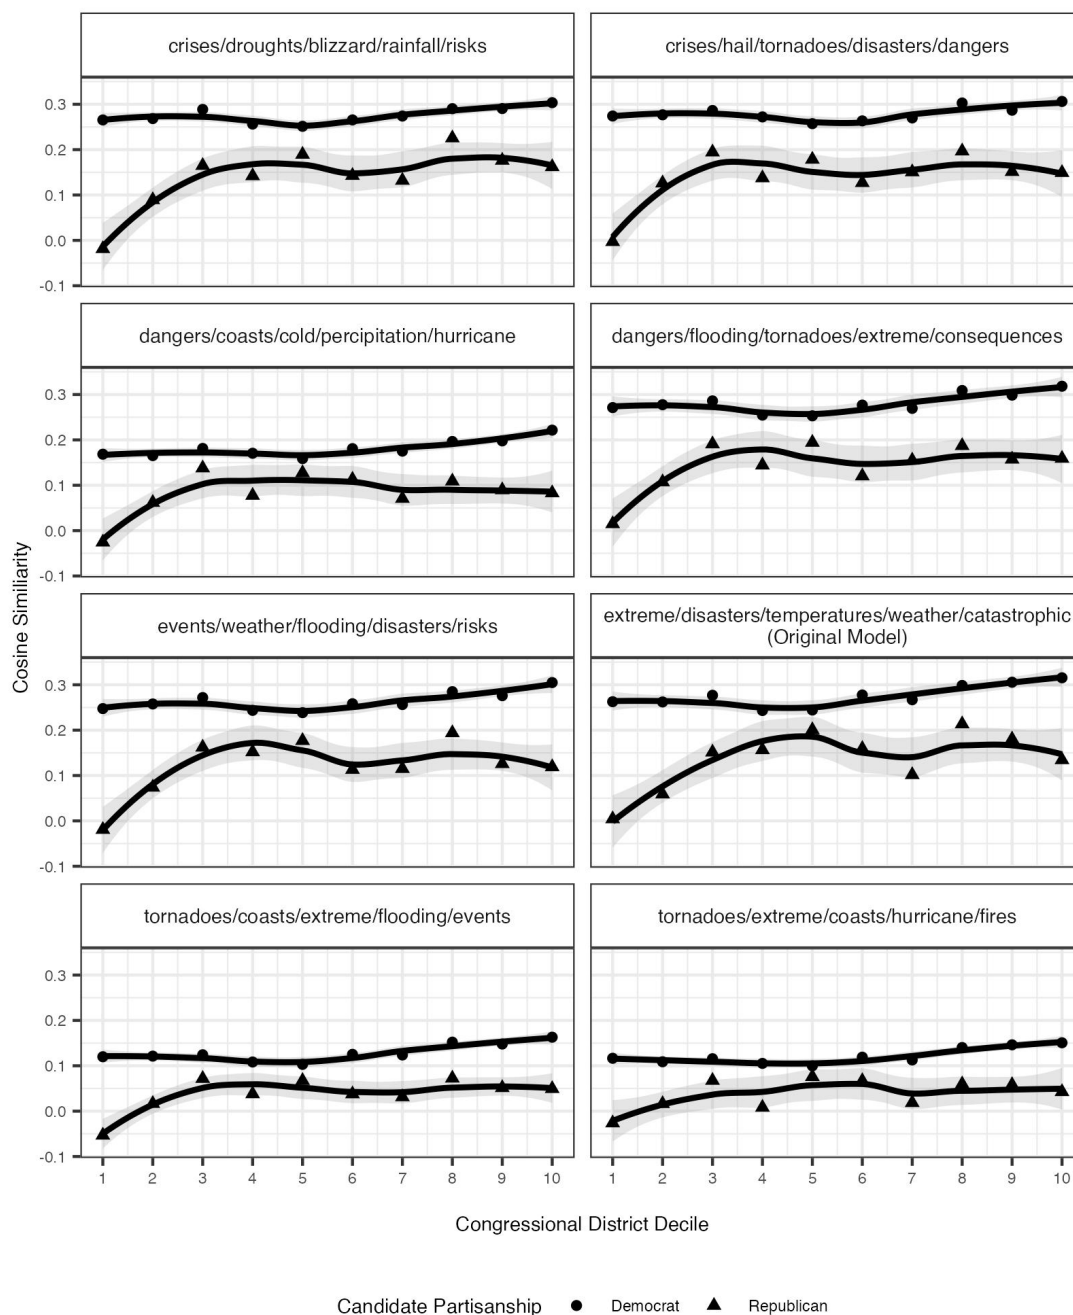 crises/droughts/blizzard/rainfall/risks
crises/hail/tornadoes/disasters/dangers
0.3
0.2
0.1
0.0
-0.1
dangers/coasts/cold/percipitation/hurricane
dangers/flooding/tornadoes/extreme/consequences
0.3
0.2
0.1
0.0
-0.1
Cosine Similiarity
events/weather/flooding/disasters/risks
extreme/disasters/temperatures/weather/catastrophic
(Original Model)
0.3
0.2
0.1
0.0
-0.1
tornadoes/coasts/extreme/flooding/events
tornadoes/extreme/coasts/hurricane/fires
0.3
0.2
0.1
0.0
-0.1
1 2 3 4 5 6 7 8 9 10
1 2 3 4 5 6 7 8 9 10
Congressional District Decile
Candidate Partisanship Democrat Republican